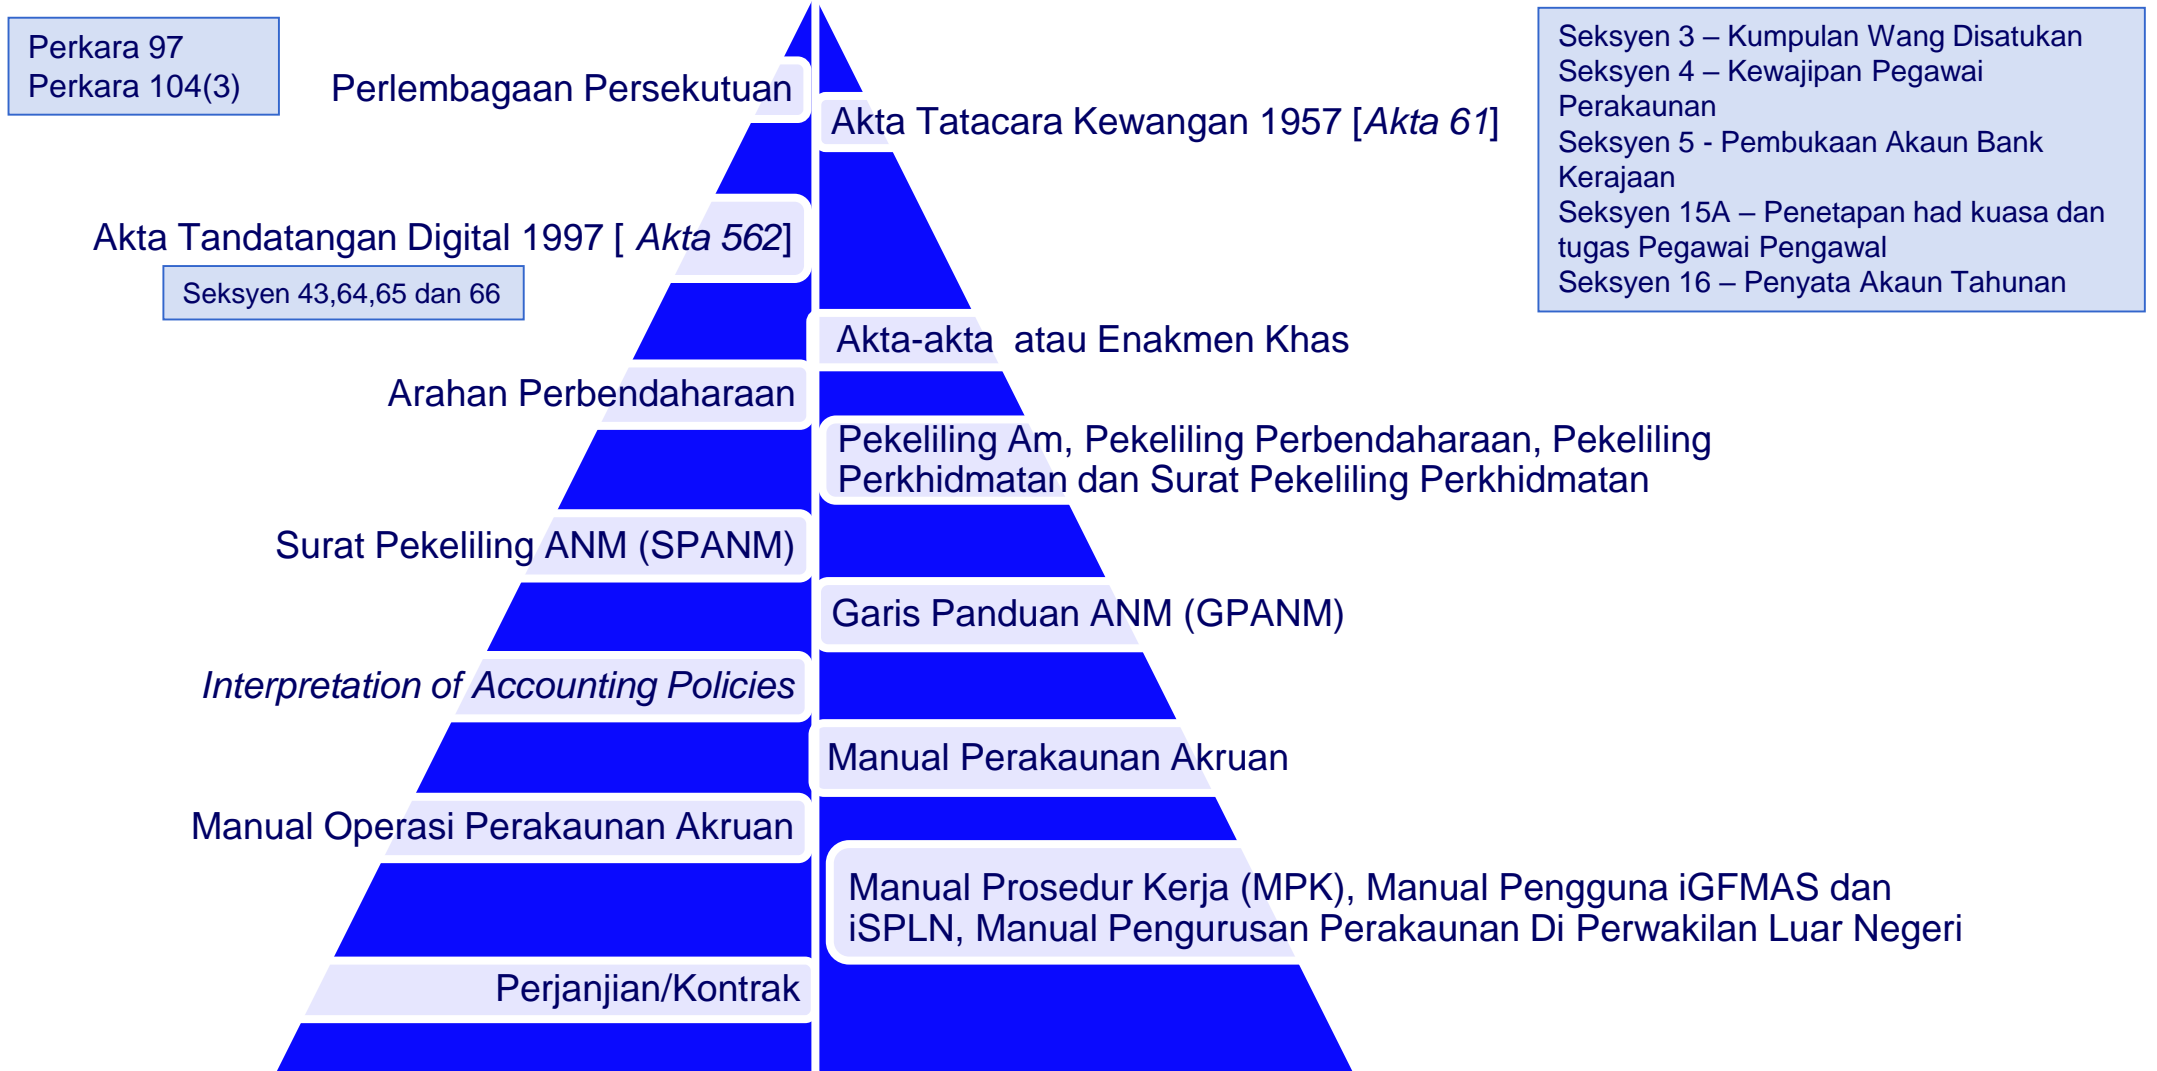 Perkara 97
Perkara 104(3)
Perlembagaan Persekutuan
Seksyen 3 – Kumpulan Wang Disatukan
Seksyen 4 – Kewajipan Pegawai
Perakaunan
Seksyen 5 - Pembukaan Akaun Bank
Kerajaan
Seksyen 15A – Penetapan had kuasa dan
tugas Pegawai Pengawal
Seksyen 16 – Penyata Akaun Tahunan
Akta Tatacara Kewangan 1957 [Akta 61]
Akta Tandatangan Digital 1997 [ Akta 562]
Seksyen 43,64,65 dan 66
Akta-akta  atau Enakmen Khas
Arahan Perbendaharaan
Pekeliling Am, Pekeliling Perbendaharaan, Pekeliling
Perkhidmatan dan Surat Pekeliling Perkhidmatan
Surat Pekeliling ANM (SPANM)
Garis Panduan ANM (GPANM)
Interpretation of Accounting Policies
Manual Perakaunan Akruan
Manual Operasi Perakaunan Akruan
Manual Prosedur Kerja (MPK), Manual Pengguna iGFMAS dan
iSPLN, Manual Pengurusan Perakaunan Di Perwakilan Luar Negeri
Perjanjian/Kontrak